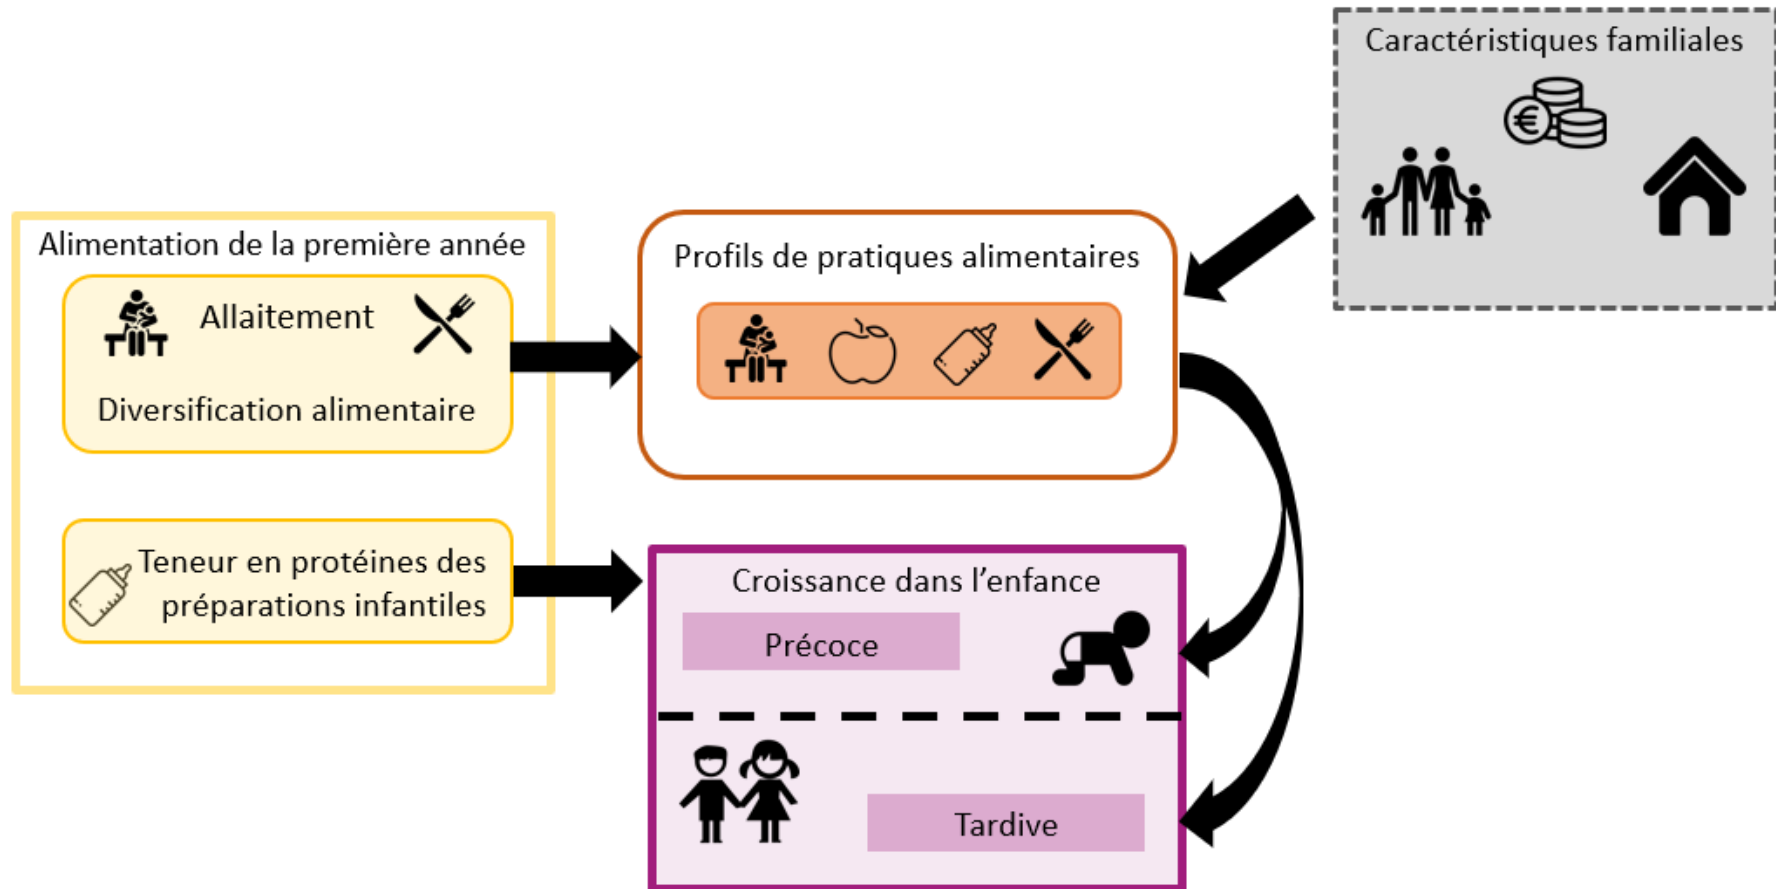 Caractéristiques familiales
€
Alimentation de la première année
Allaitement
Diversification alimentaire
Teneur en protéines des
préparations infantiles
Profils de pratiques alimentaires
Croissance dans l’enfance
Précoce
Tardive